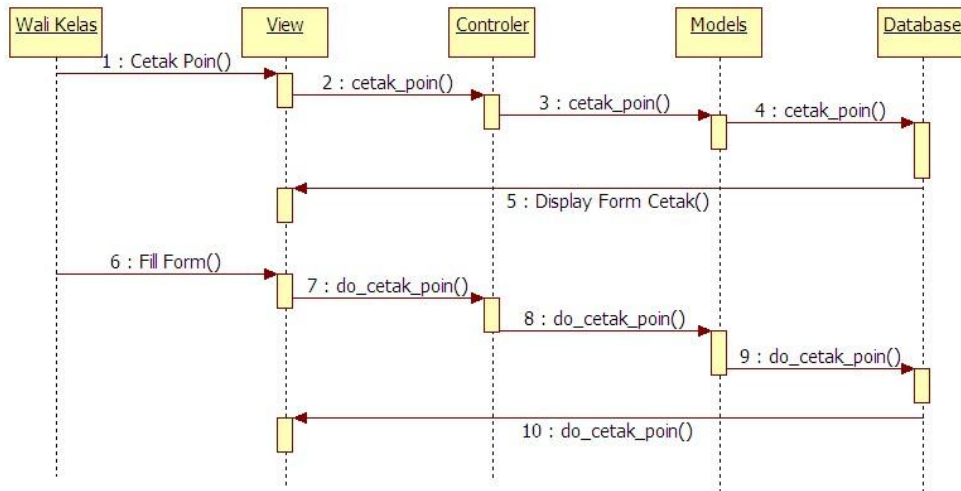 Wali Kelas
View
Controler
Models
Database
1 : Cetak Poin()
2 : cetak_poin()
3 : cetak_poin()
4 : cetak_poin()
5 : Display Form Cetak()
6 : Fill Form()
7 : do_cetak_poin()
8 : do_cetak_poin()
9 : do_cetak_poin()
10 : do_cetak_poin()